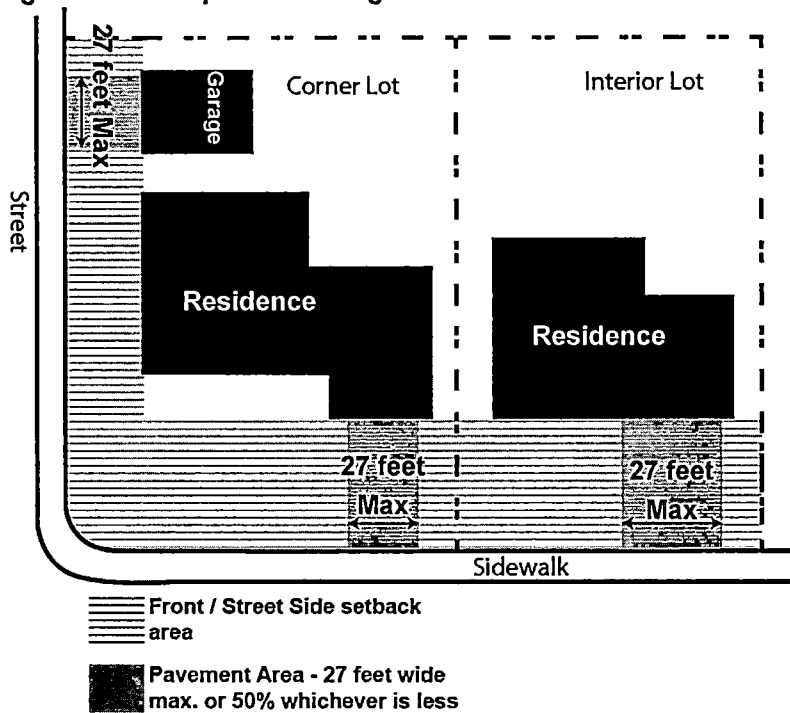 27 feet Max
Garage
Corner Lot
Interior Lot
Street
Residence
Residence
27 feet
Max
27 feet
Max
Sidewalk
Front / Street Side setback
area
Pavement Area - 27 feet wide
max. or 50% whichever is less